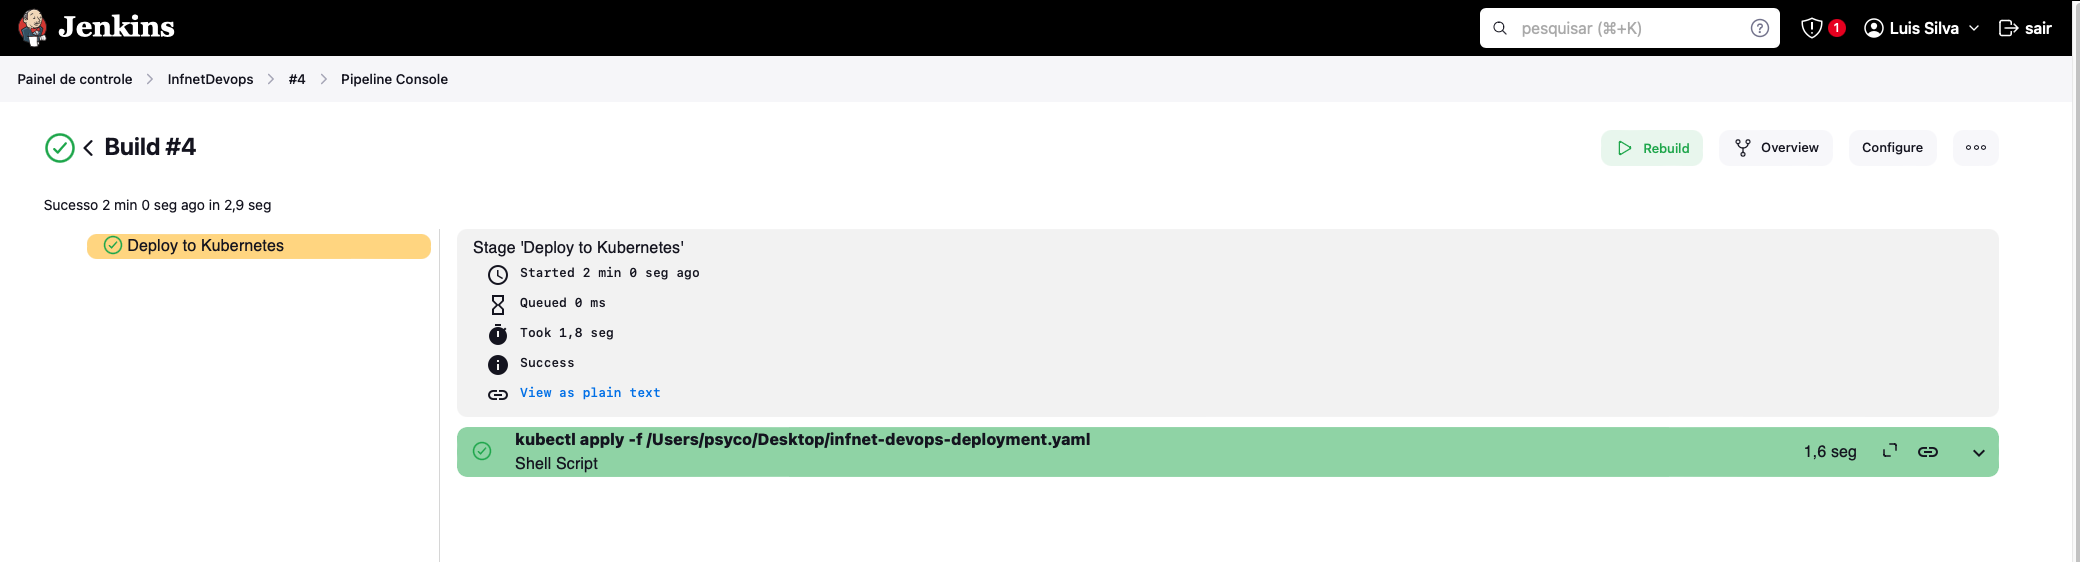 Jenkins
pesquisar (⌘+K)
1
Luis Silva
sair
Painel de controle
InfnetDevops
#4
Pipeline Console
Build #4
Rebuild
Overview
Configure
Sucesso 2 min 0 seg ago in 2,9 seg
Deploy to Kubernetes
Stage 'Deploy to Kubernetes'
Started 2 min 0 seg ago
Queued 0 ms
Took 1,8 seg
Success
View as plain text
kubectl apply -f /Users/psyco/Desktop/infnet-devops-deployment.yaml
Shell Script
1,6 seg